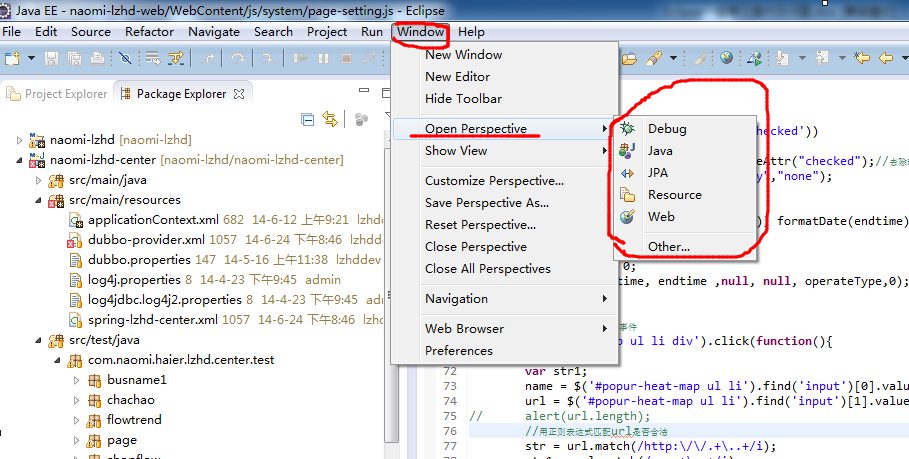 Java EE - naomi-lzhd-web/WebContent/js/system/page-setting.js - Eclipse
File Edit Source Refactor Navigate Search Project Run Window Help
Project Explorer Package Explorer
naomi-lzhd [naomi-lzhd]
naomi-lzhd-center [naomi-lzhd/naomi-lzhd-center]
src/main/java
src/main/resources
applicationContext.xml 682 14-6-12 上午9:21 lzhdde
dubbo-provider.xml 1057 14-6-24 下午8:46 lzhdd
dubbo.properties 147 14-5-16 上午11:38 lzhddev
log4j.properties 8 14-4-23 下午9:45 admin
log4jdbc.log4j2.properties 8 14-4-23 下午9:45
spring-lzhd-center.xml 1057 14-6-24 下午8:46 lz
src/test/java
com.naomi.haier.lzhd.center.test
busname1
chachao
flowtrend
page
New Window
New Editor
Hide Toolbar
Open Perspective
Show View
Customize Perspective...
Save Perspective As...
Reset Perspective...
Close Perspective
Close All Perspectives
Navigation
Web Browser
Preferences
Debug
Java
JPA
Resource
Web
Other...
hecked'))
eAttr("checked");//去除
y","none");
formatDate(endtime)
0;
time, endtime ,null, null, operateType,0);
事件
p ul li div').click(function(){
72 var str1;
73 name = $('#popur-heat-map ul li').find('input')[0].value
74 url = $('#popur-heat-map ul li').find('input')[1].value
75 // alert(url.length);
76 //用正则表达式匹配url是否合法
77 str = url.match(/http:\/\/.+\..+/i);